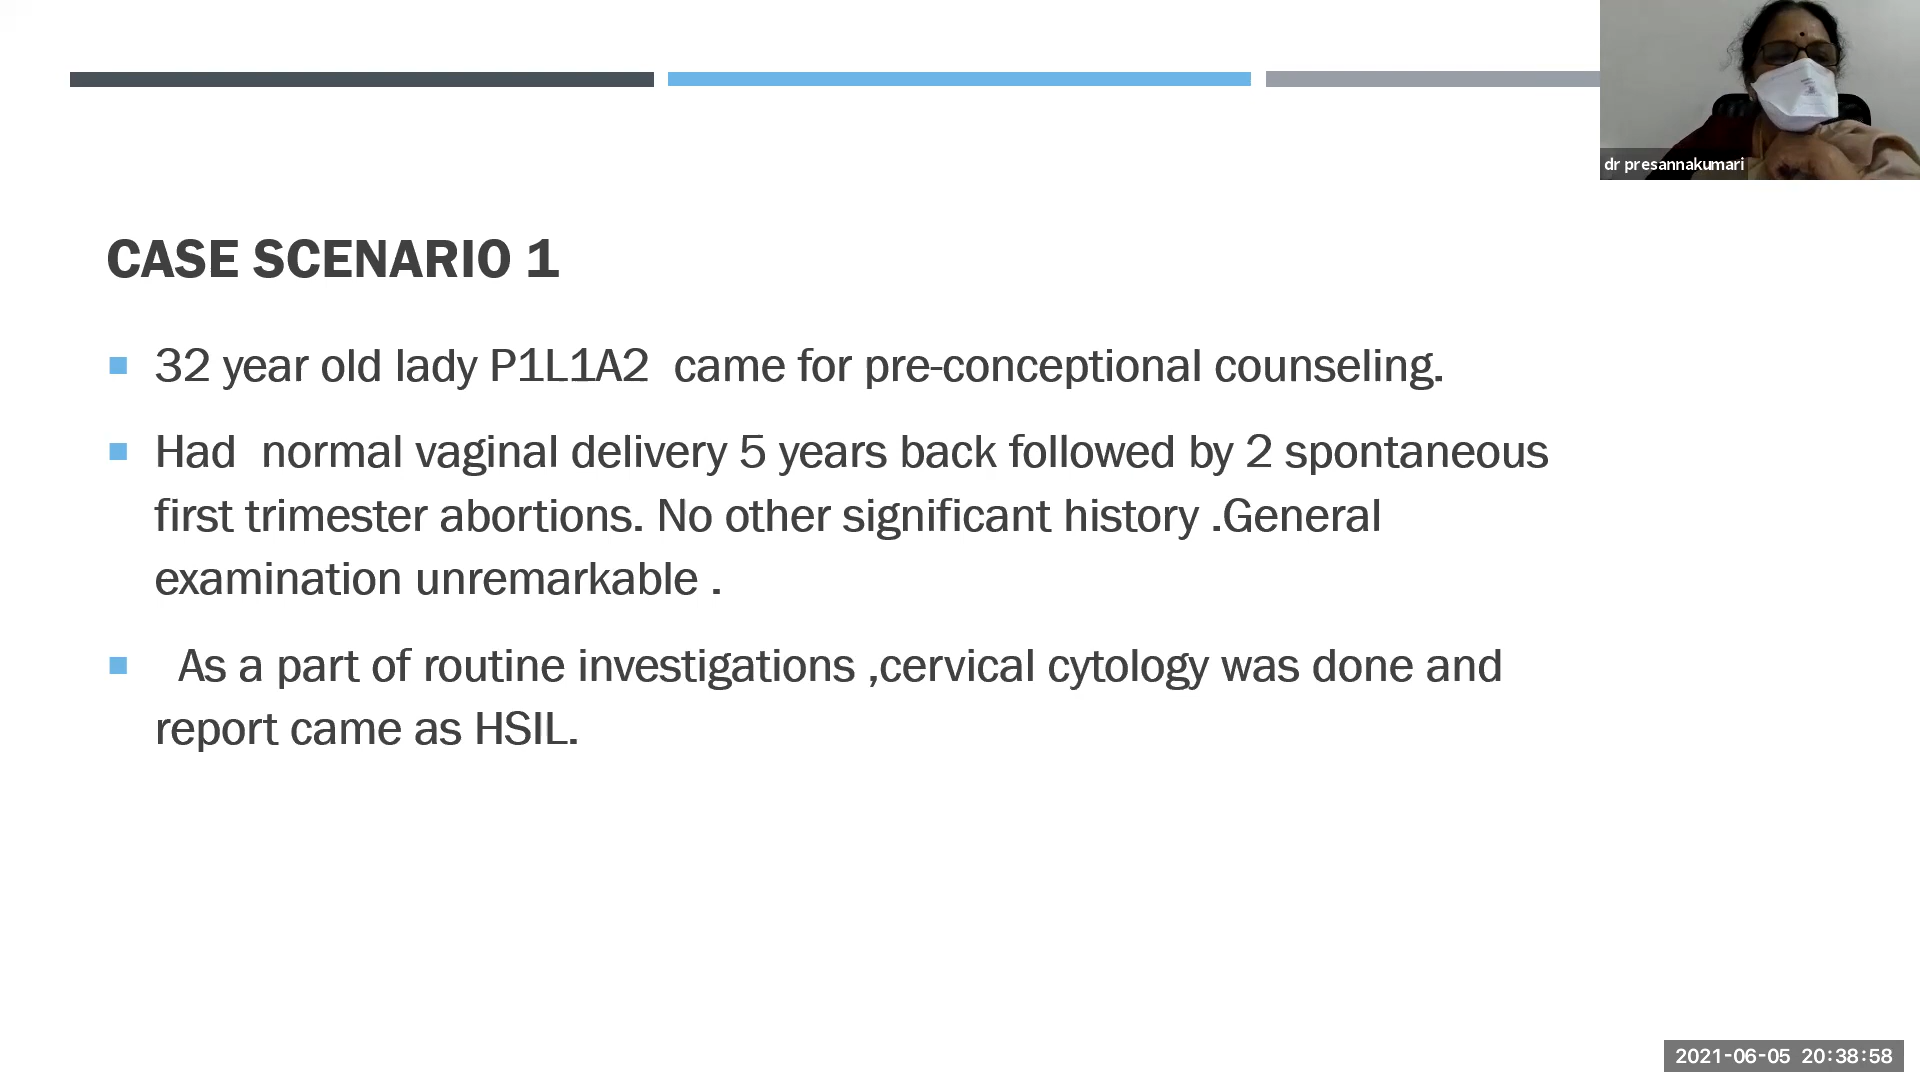 dr presannakumari
CASE SCENARIO 1
32 year old lady P1L1A2 came for pre-conceptional counseling.
Had normal vaginal delivery 5 years back followed by 2 spontaneous
first trimester abortions. No other significant history .General
examination unremarkable .
As a part of routine investigations ,cervical cytology was done and
report came as HSIL.
2021-06-05 20:38:58